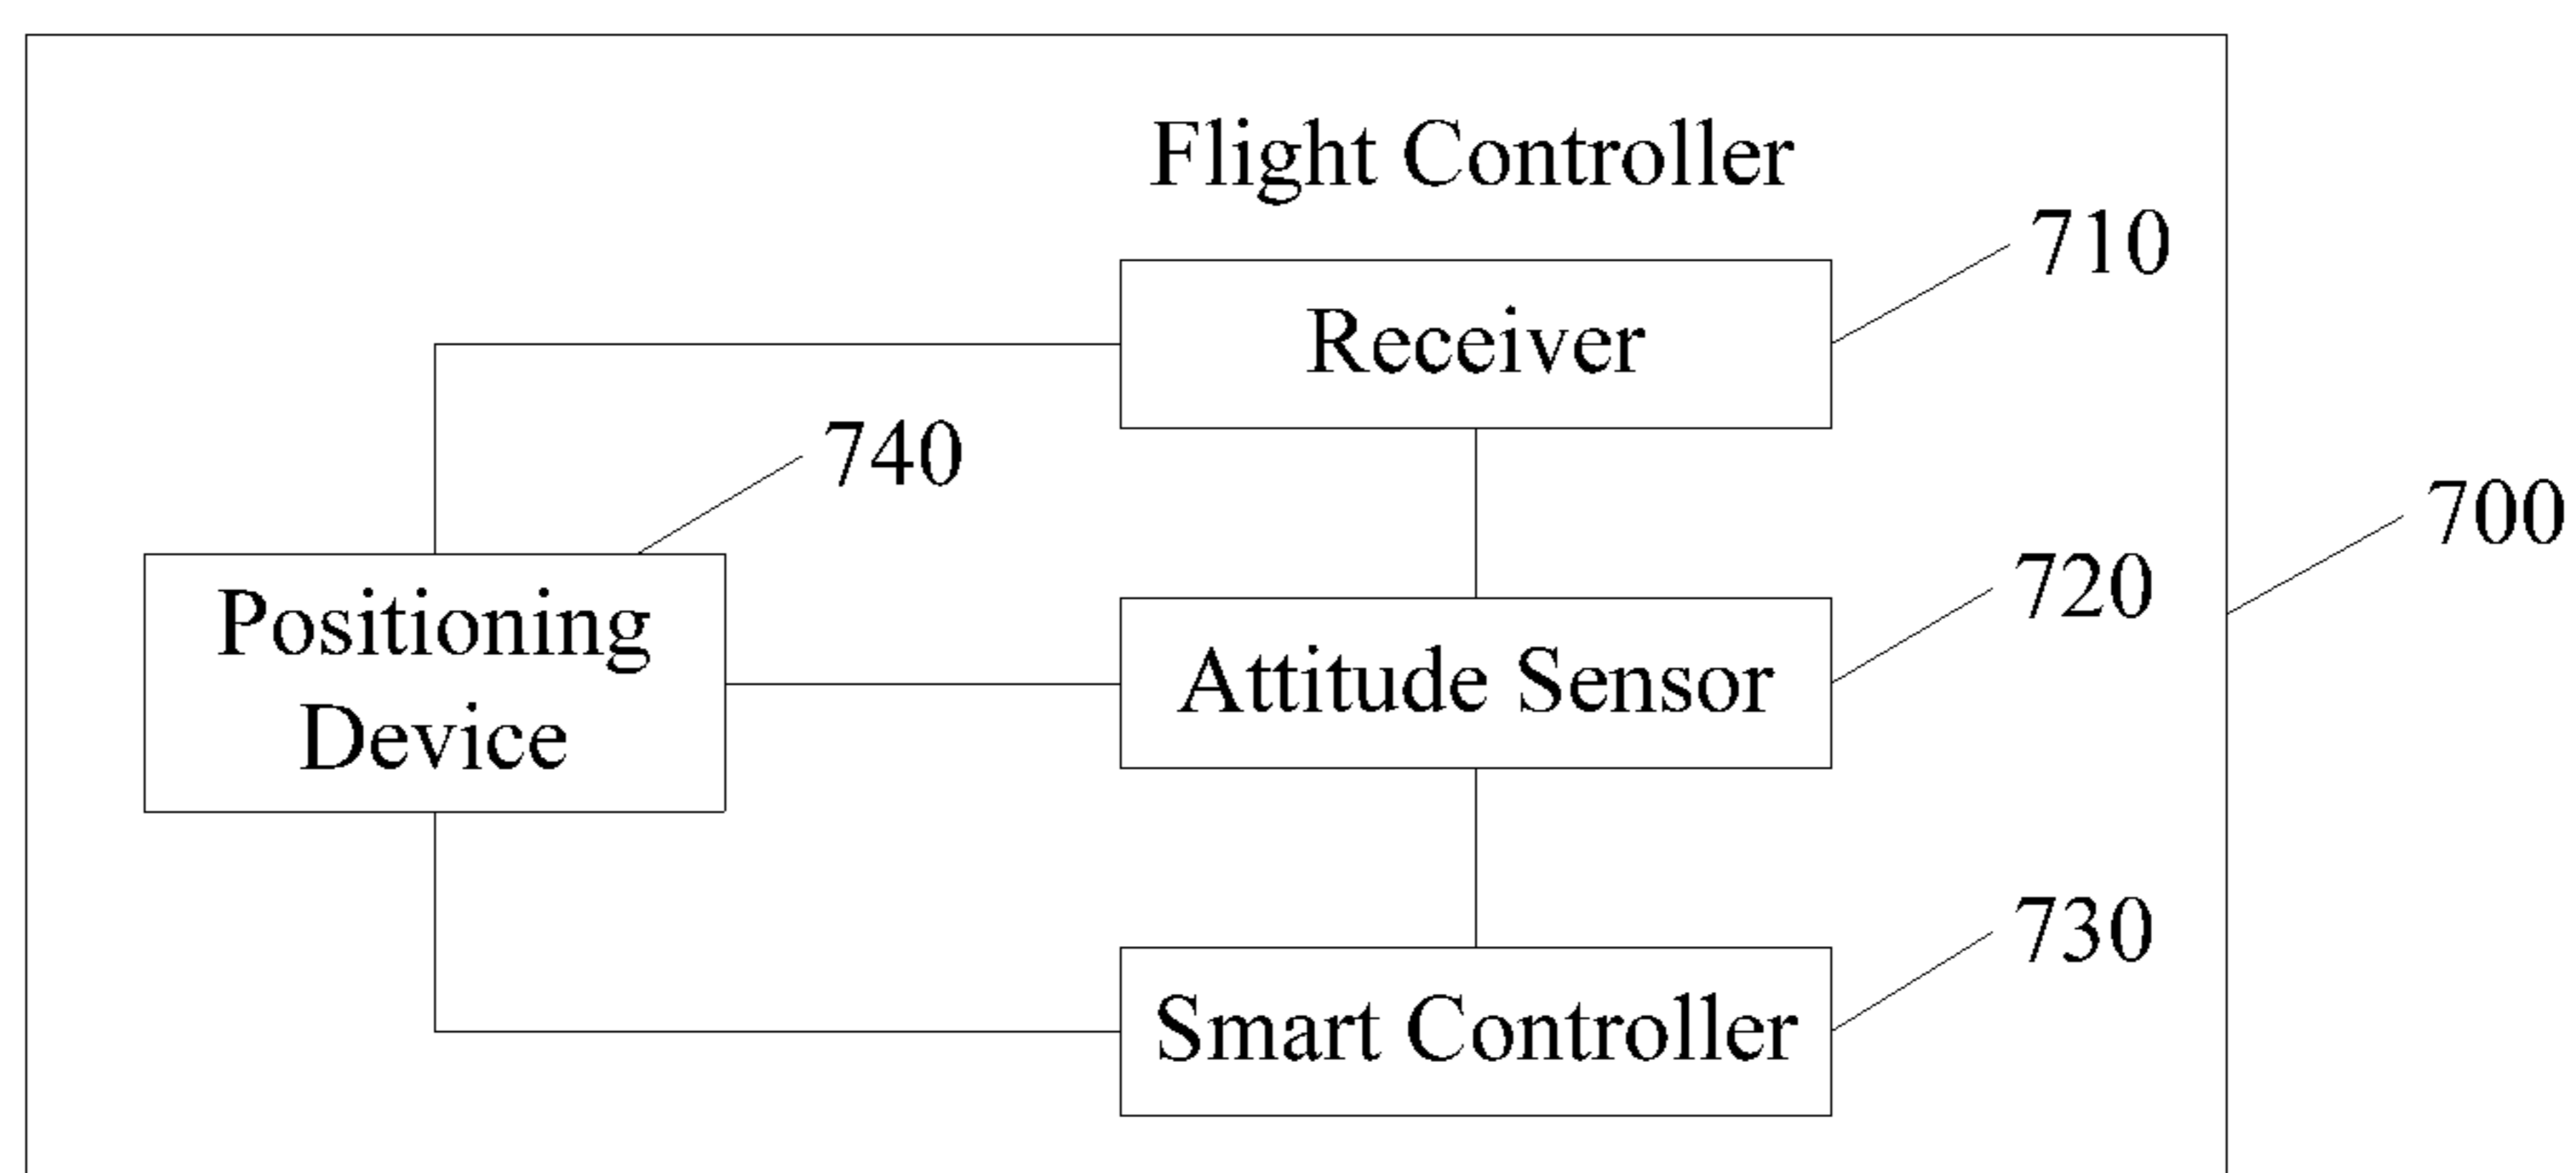 Flight Controller
710
Receiver
740
700
720
Positioning
Device
Attitude Sensor
730
Smart Controller